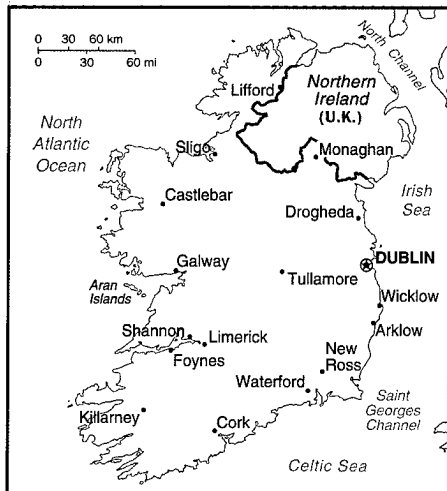 0 30 60 km
0 30 60 mi
North Channel
Lifford
Northern
Ireland
(U.K.)
North
Atlantic
Ocean
Sligo
Monaghan
Irish
Sea
Castlebar
Drogheda
DUBLIN
Galway
Tullamore
Aran
Islands
Wicklow
Shannon
Limerick
Arklow
Foynes
New
Ross
Waterford
Saint
Georges
Channel
Killarney
Cork
Celtic Sea